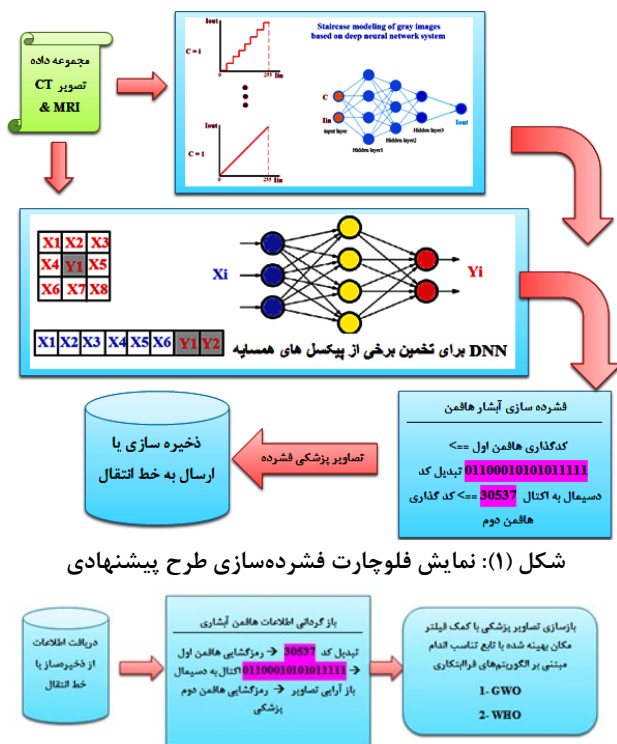 مجموعه داده
تصویر CT
& MRI
Iout
C = i
0
255
Iin
Iout
C = 1
0
255
Iin
Staircase modeling of gray images
based on deep neural network system
C
Iin
input layer
Hidden layer1
Hidden layer2
Hidden layer3
Iout
X1 X2 X3
X4 Y1 X5
X6 X7 X8
X1 X2 X3 X4 X5 X6 Y1 Y2
Xi
Yi
DNN برای تخمین برخی از پیکسل های همسایه
فشرده سازی آبشار هافمن
کدگذاری هافمن اول ==>
01100010101011111 تبدیل کد
دسیمال به اکتال 30537 ==> کد گذاری
هافمن دوم
تصاویر پزشکی فشرده
ذخیره سازی یا
ارسال به خط انتقال
شکل (۱): نمایش فلوچارت فشرده‌سازی طرح پیشنهادی
دریافت اطلاعات
از ذخیره‌ساز یا
خط انتقال
باز گردانی اطلاعات هافمن آبشاری
تبدیل کد 30537 → رمزگشایی هافمن اول
→ 01100010101011111 اکتال به دسیمال
باز آرایی تصاویر → رمزگشایی هافمن دوم
پزشکی
بازسازی تصاویر پزشکی با کمک فیلتر
مکان بهینه شده با تابع تناسب اندام
مبتنی بر الگوریتم‌های فراابتکاری
1- GWO
2- WHO